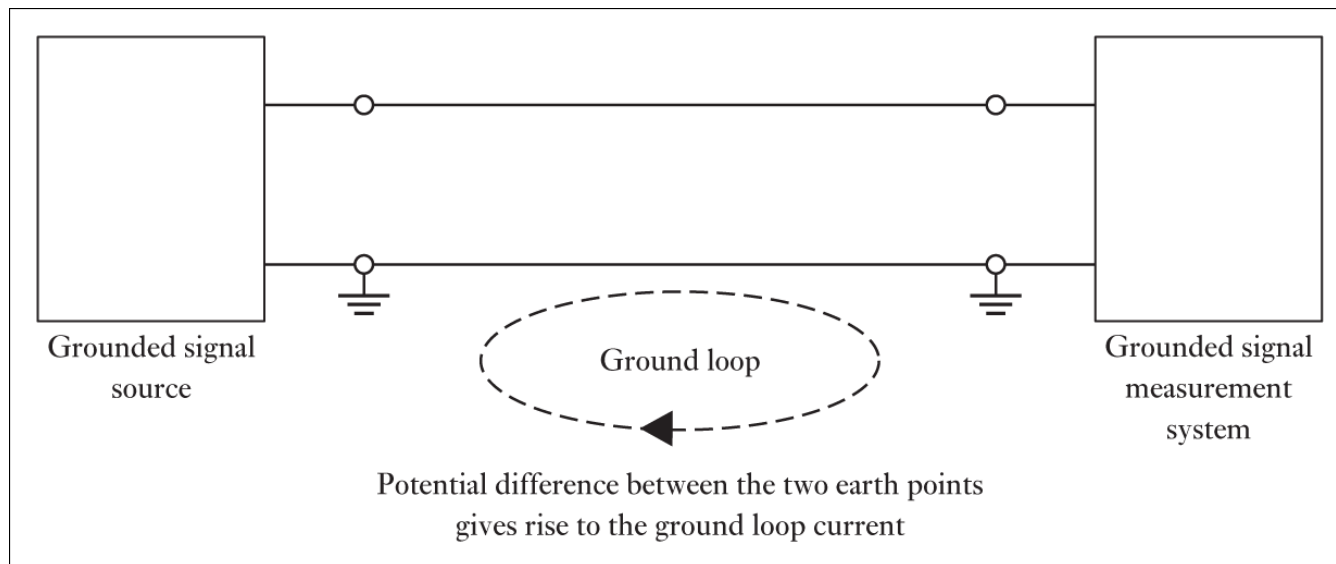 Grounded signal
source
Ground loop
Grounded signal
measurement
system
Potential difference between the two earth points
gives rise to the ground loop current